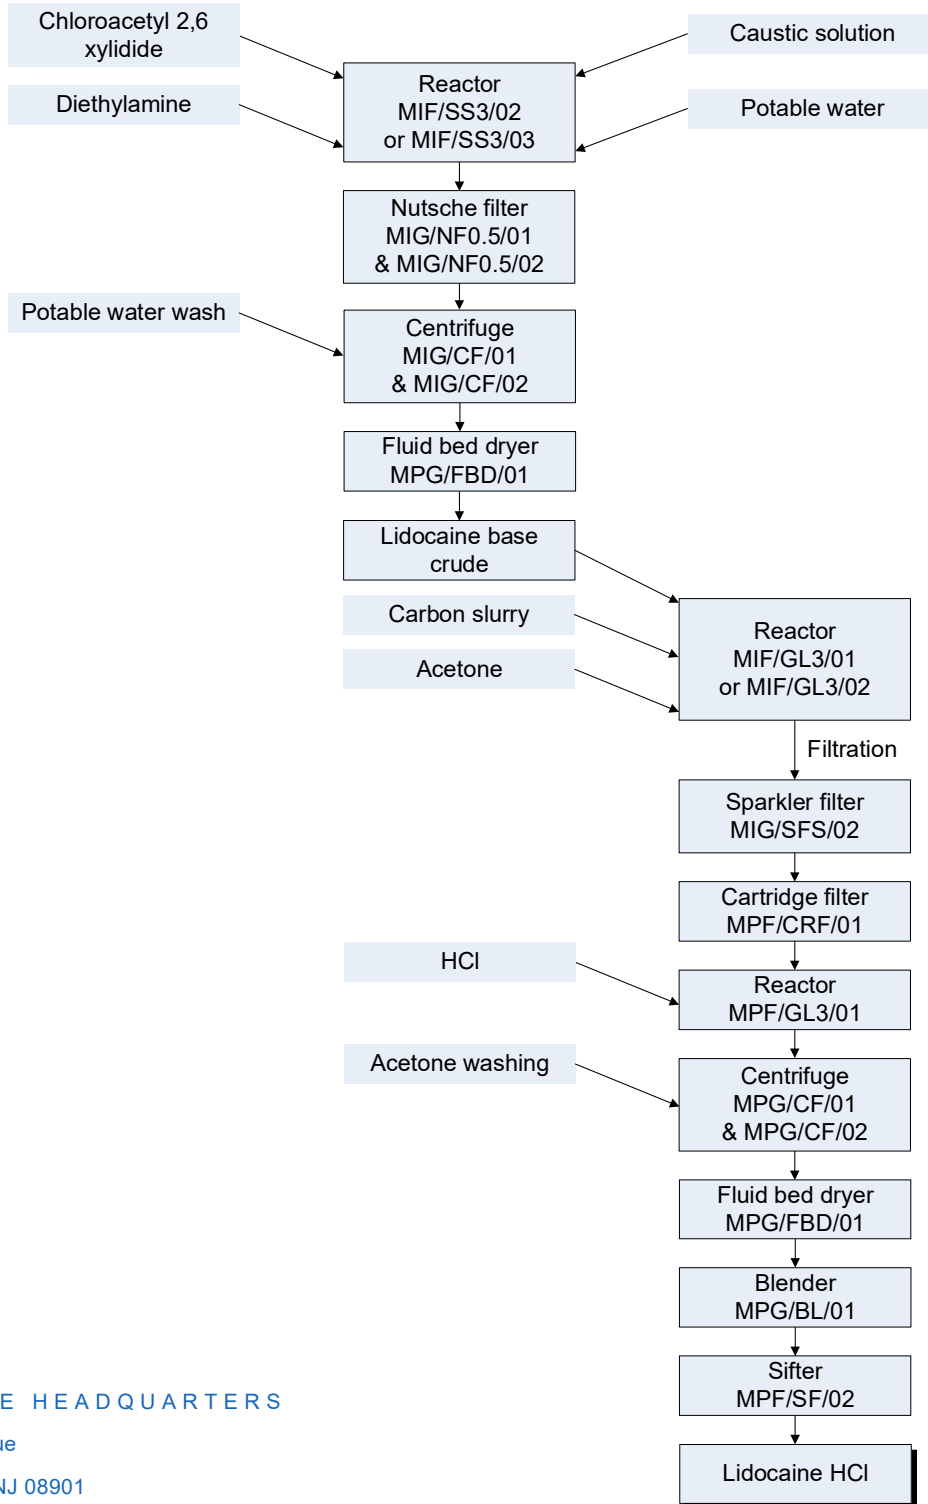 Chloroacetyl 2,6
xylidide
Caustic solution
Diethylamine
Potable water
Reactor
MIF/SS3/02
or MIF/SS3/03
Nutsche filter
MIG/NF0.5/01
& MIG/NF0.5/02
Potable water wash
Centrifuge
MIG/CF/01
& MIG/CF/02
Fluid bed dryer
MPG/FBD/01
Lidocaine base
crude
Carbon slurry
Acetone
Reactor
MIF/GL3/01
or MIF/GL3/02
Filtration
Sparkler filter
MIG/SFS/02
Cartridge filter
MPF/CRF/01
HCl
Reactor
MPF/GL3/01
Acetone washing
Centrifuge
MPG/CF/01
& MPG/CF/02
Fluid bed dryer
MPG/FBD/01
Blender
MPG/BL/01
Sifter
MPF/SF/02
Lidocaine HCl
E HEADQUARTERS
ue
NJ 08901